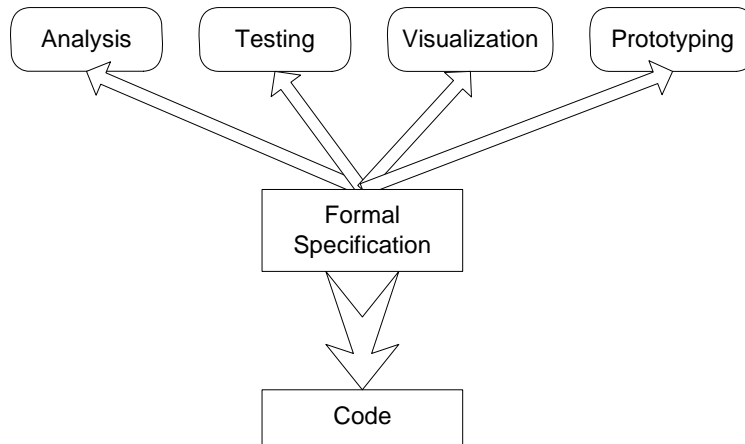 Analysis
Testing
Visualization
Prototyping
Formal
Specification
Code